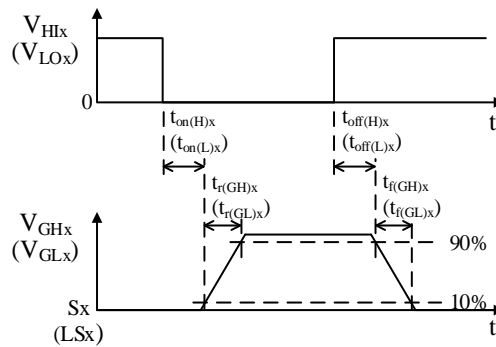 V_HIx
(V_LOx)
0
t
t_on(H)x
(t_on(L)x)
t_off(H)x
(t_off(L)x)
t_r(GH)x
(t_r(GL)x)
t_f(GH)x
(t_f(GL)x)
V_GHx
(V_GLx)
90%
10%
Sx
(LSx)
t